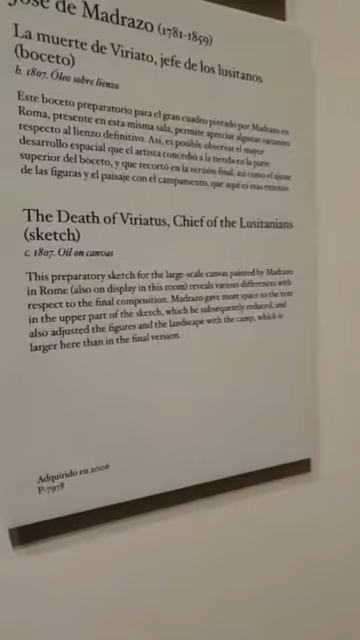 José de Madrazo (1781-1859)
La muerte de Viriato, jefe de los lusitanos
(boceto)
h. 1807. Óleo sobre lienzo
Este boceto preparatorio para el gran cuadro pintado por Madrazo en
Roma, presente en esta misma sala, permite apreciar algunas variantes
respecto al lienzo definitivo. Así, es posible observar el mayor
desarrollo espacial que el artista concedió a la tienda en la parte
superior del boceto, y que recortó en la versión final, así como el ajuste
de las figuras y el paisaje con el campamento, que aquí es más extenso
The Death of Viriatus, Chief of the Lusitanians
(sketch)
c. 1807. Oil on canvas
This preparatory sketch for the large-scale canvas painted by Madrazo
in Rome (also on display in this room) reveals various differences with
respect to the final composition. Madrazo gave more space to the tent
in the upper part of the sketch, which he subsequently reduced, and
also adjusted the figures and the landscape with the camp, which is
larger here than in the final version.
Adquirido en 2006
P-7978